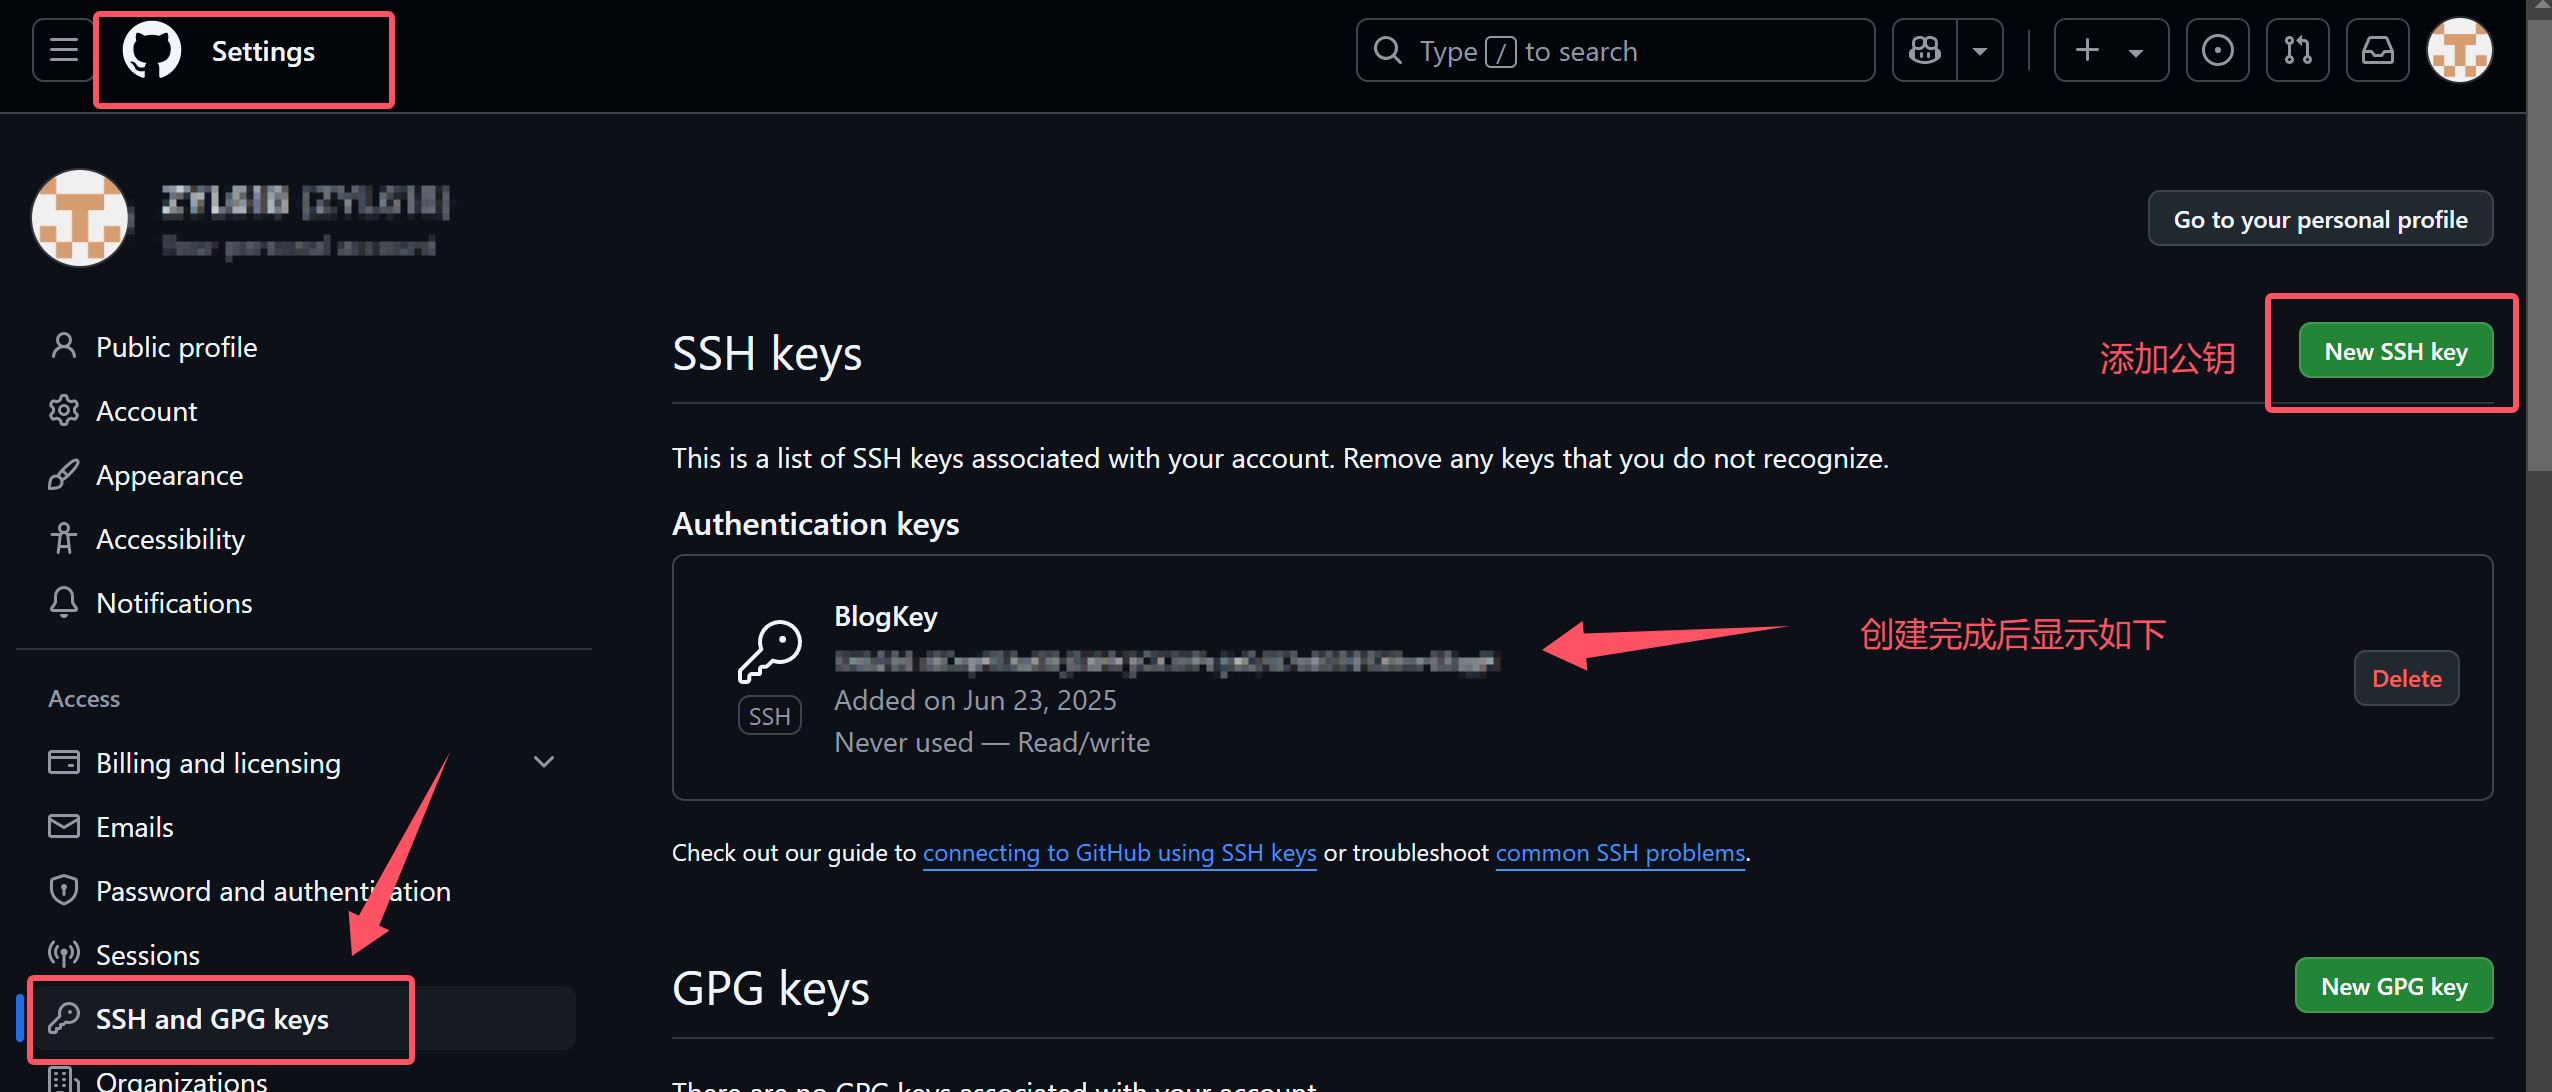 Settings
Type / to search
Go to your personal profile
Public profile
Account
Appearance
Accessibility
Notifications
Access
Billing and licensing
Emails
Password and authentication
Sessions
SSH and GPG keys
Organizations
SSH keys
添加公钥
New SSH key
This is a list of SSH keys associated with your account. Remove any keys that you do not recognize.
Authentication keys
BlogKey
SSH
Added on Jun 23, 2025
Never used — Read/write
创建完成后显示如下
Delete
Check out our guide to connecting to GitHub using SSH keys or troubleshoot common SSH problems.
GPG keys
New GPG key
There are no GPG keys associated with your account.